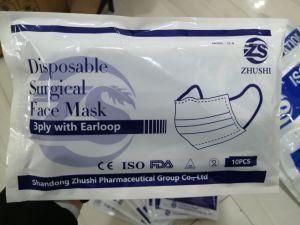 ZS
ZHUSHI
Disposable
Surgical
Face Mask
3ply with Earloop
CE ISO FDA
10PCS
Shandong Zhushi Pharmaceutical Group Co., Ltd